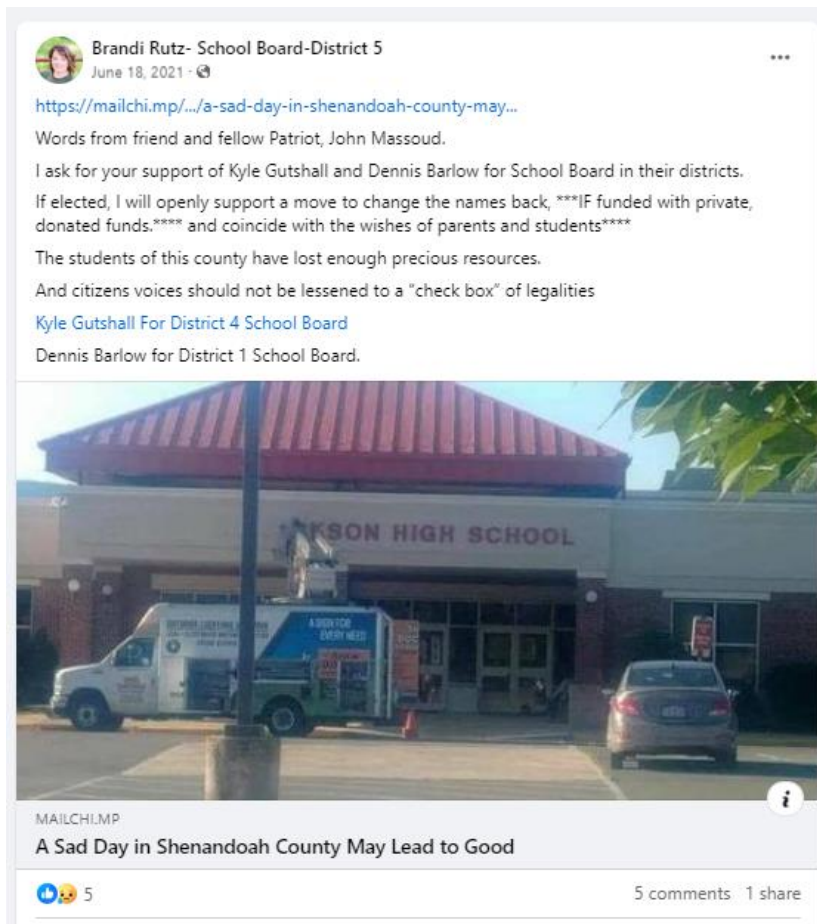 Brandi Rutz- School Board-District 5
June 18, 2021 ·
https://mailchi.mp/.../a-sad-day-in-shenandoah-county-may...
Words from friend and fellow Patriot, John Massoud.
I ask for your support of Kyle Gutshall and Dennis Barlow for School Board in their districts.
If elected, I will openly support a move to change the names back, ***IF funded with private,
donated funds.**** and coincide with the wishes of parents and students****
The students of this county have lost enough precious resources.
And citizens voices should not be lessened to a "check box" of legalities
Kyle Gutshall For District 4 School Board
Dennis Barlow for District 1 School Board.
KSON HIGH SCHOOL
A SIGN FOR
EVERY NEED
MAILCHI.MP
A Sad Day in Shenandoah County May Lead to Good
5
5 comments 1 share